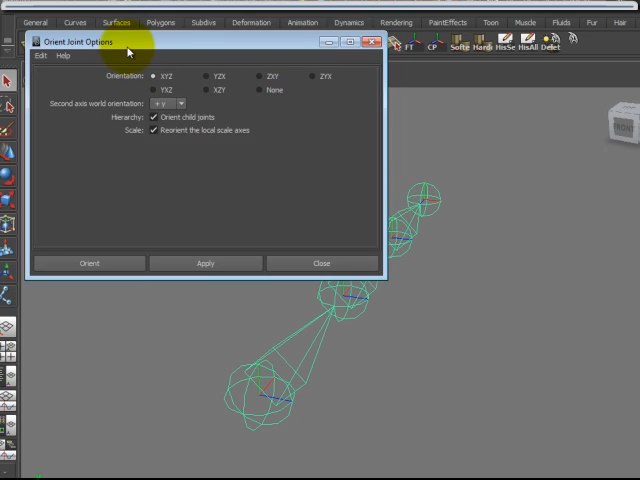 General Curves Surfaces Polygons Subdivs Deformation Animation Dynamics Rendering PaintEffects Toon Muscle Fluids Fur Hair
FT CP Softe Hardi HisSe HisAll Delet
Orient Joint Options
Edit Help
Orientation: XYZ YZX ZXY ZYX
YXZ XZY None
Second axis world orientation: + y
Hierarchy: Orient child joints
Scale: Reorient the local scale axes
FRONT
Orient Apply Close